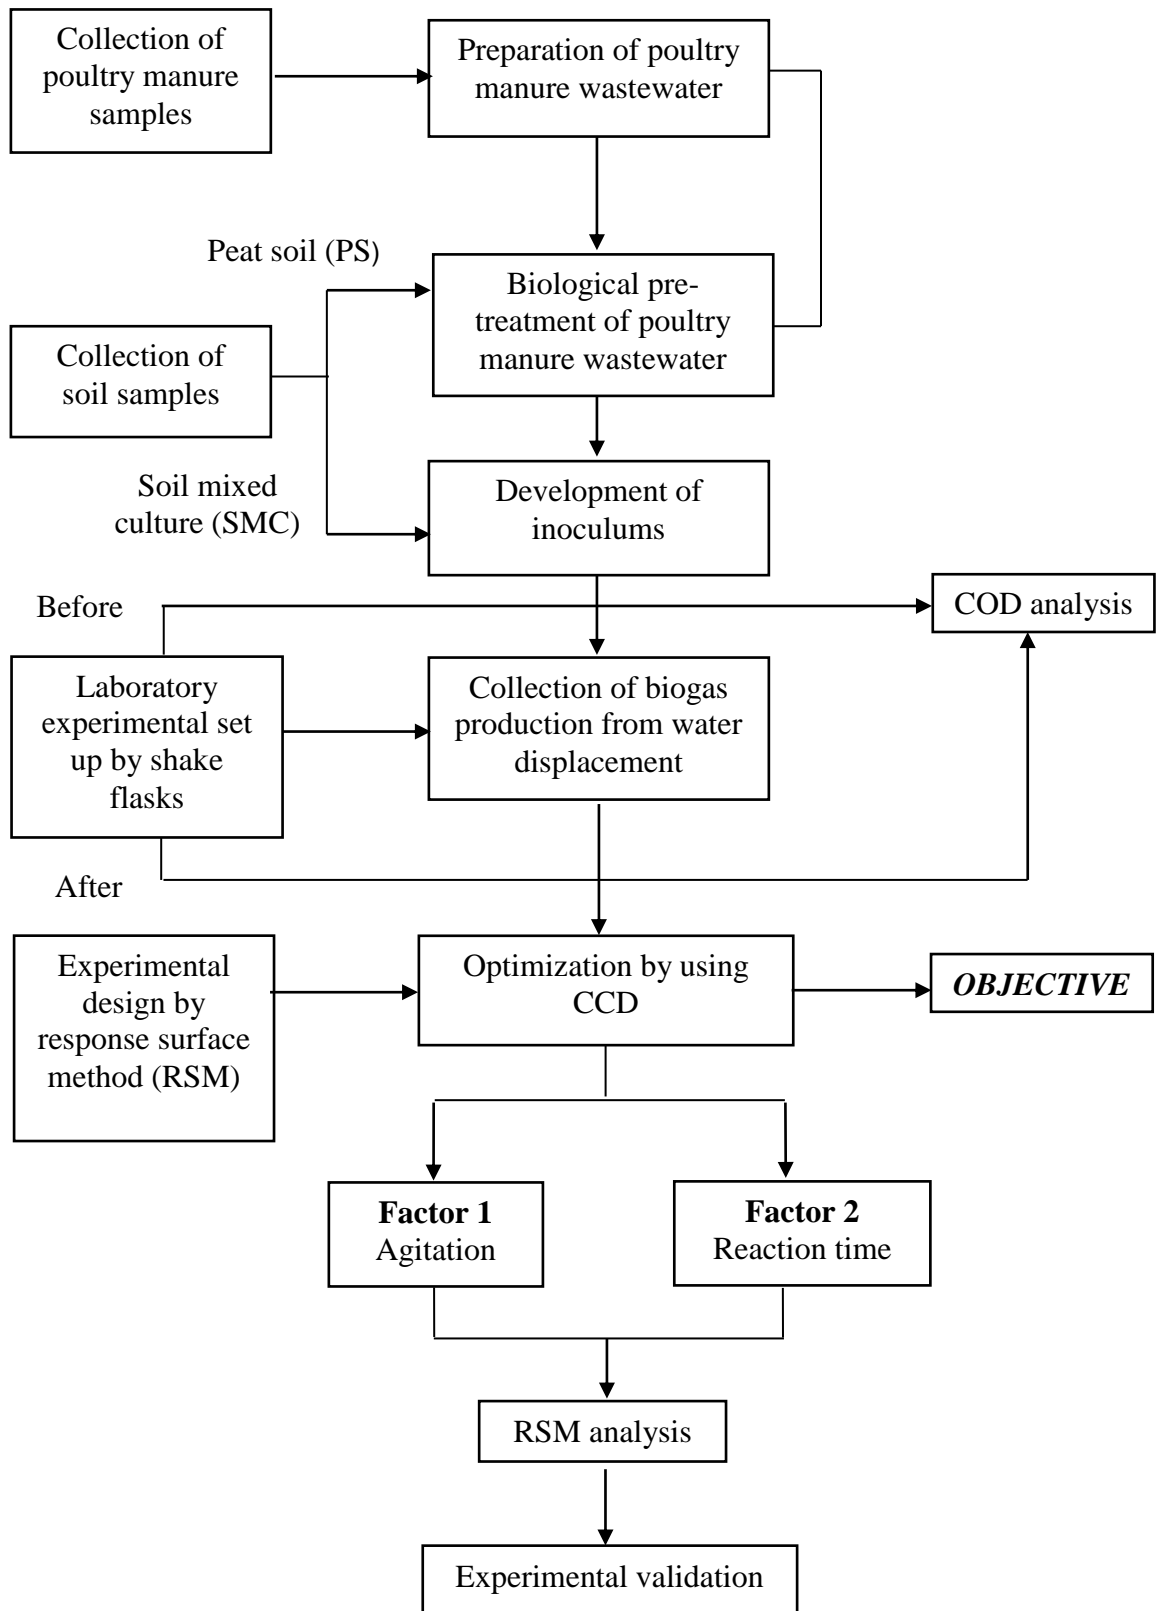 Collection of
poultry manure
samples
Preparation of poultry
manure wastewater
Peat soil (PS)
Biological pre-
treatment of poultry
manure wastewater
Collection of
soil samples
Soil mixed
culture (SMC)
Development of
inoculums
Before
COD analysis
Laboratory
experimental set
up by shake
flasks
Collection of biogas
production from water
displacement
After
Experimental
design by
response surface
method (RSM)
Optimization by using
CCD
OBJECTIVE
Factor 1
Agitation
Factor 2
Reaction time
RSM analysis
Experimental validation